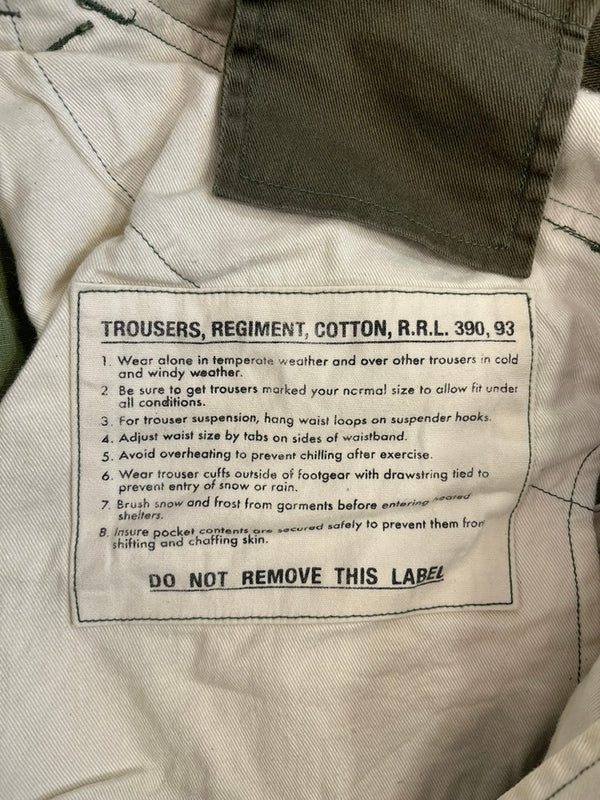 TROUSERS, REGIMENT, COTTON, R.R.L. 390, 93
1. Wear alone in temperate weather and over other trousers in cold
and windy weather.
2 Be sure to get trousers marked your normal size to allow fit under
all conditions.
3. For trouser suspension, hang waist loops on suspender hooks.
4. Adjust waist size by tabs on sides of waistband.
5. Avoid overheating to prevent chilling after exercise.
6. Wear trouser cuffs outside of footgear with drawstring tied to
prevent entry of snow or rain.
7. Brush snow and frost from garments before entering heated
shelters.
8. Insure pocket contents are secured safely to prevent them from
shifting and chaffing skin.
DO NOT REMOVE THIS LABEL